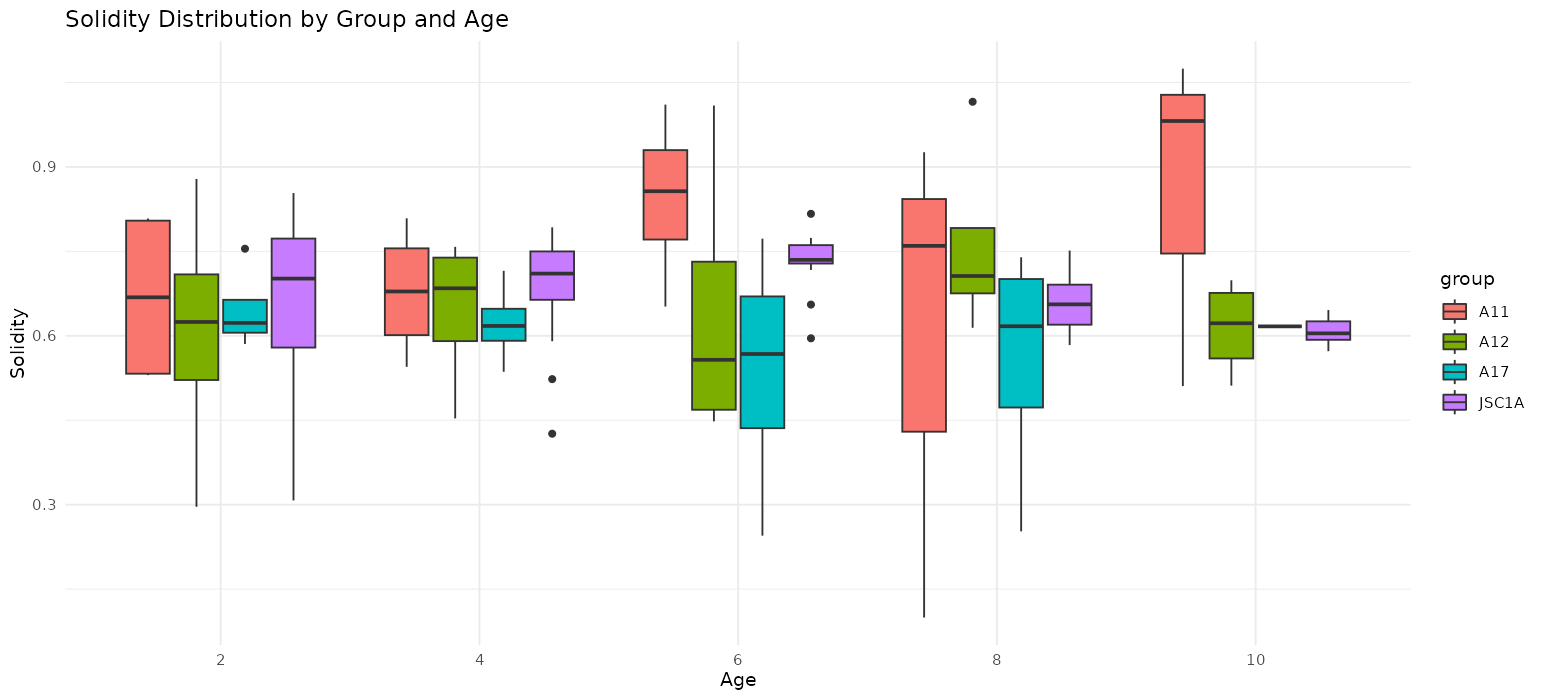 Solidity Distribution by Group and Age
Solidity
0.9
0.6
0.3
2 4 6 8 10
Age
group
A11
A12
A17
JSC1A